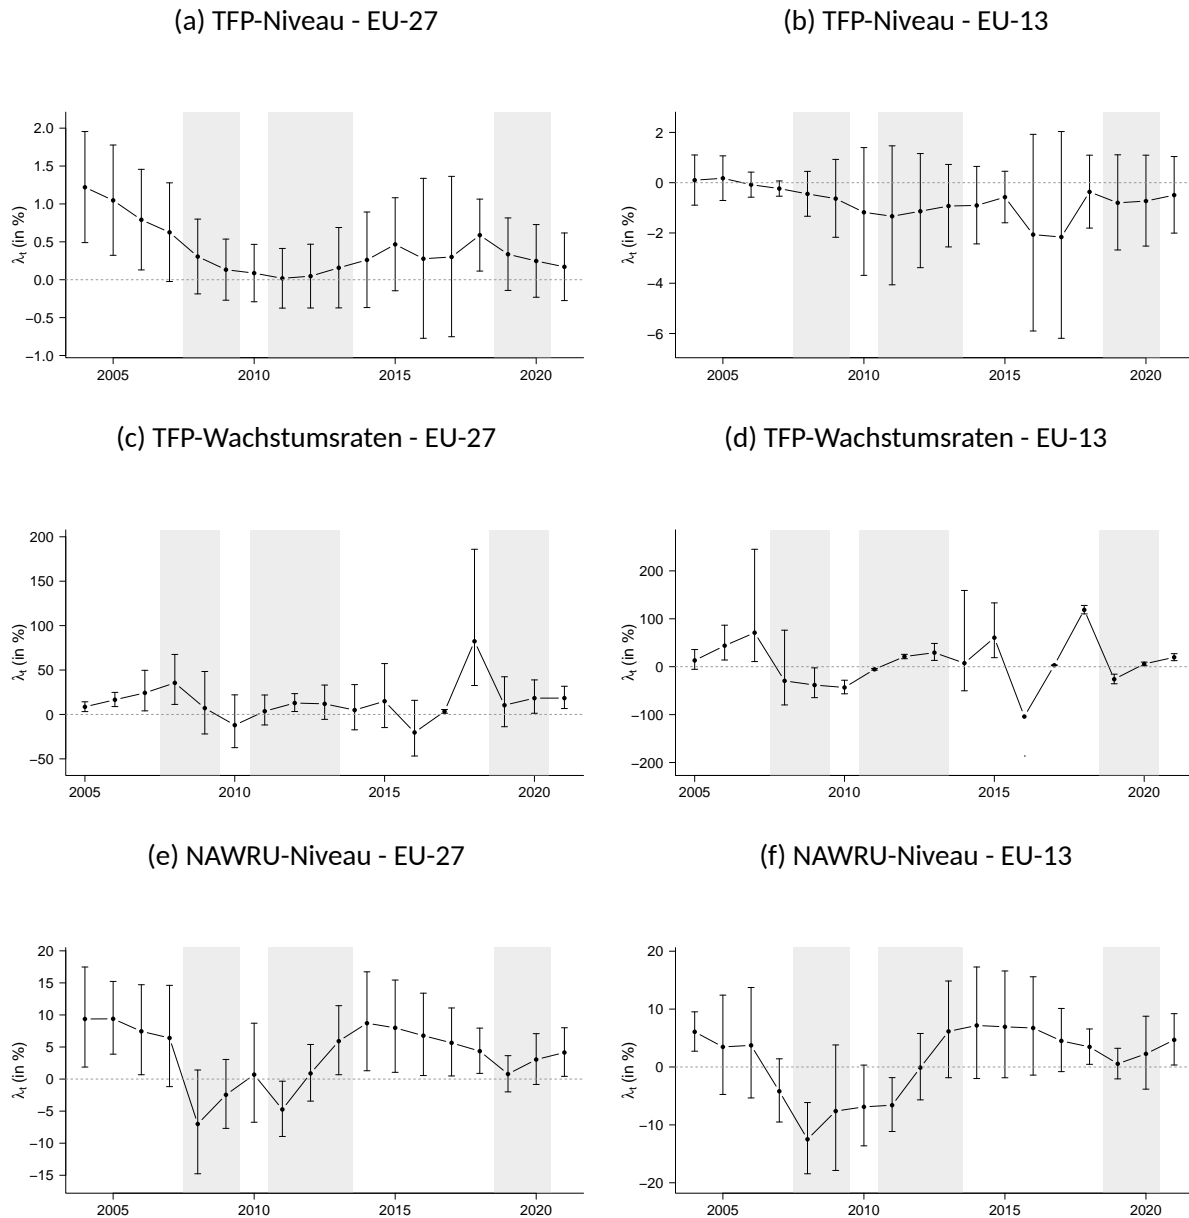 (a) TFP-Niveau - EU-27
(b) TFP-Niveau - EU-13
2.0
1.5
1.0
0.5
0.0
−0.5
−1.0
λt (in %)
2005 2010 2015 2020
2
0
−2
−4
−6
λt (in %)
2005 2010 2015 2020
(c) TFP-Wachstumsraten - EU-27
(d) TFP-Wachstumsraten - EU-13
200
150
100
50
0
−50
λt (in %)
2005 2010 2015 2020
200
100
0
−100
−200
λt (in %)
2005 2010 2015 2020
(e) NAWRU-Niveau - EU-27
(f) NAWRU-Niveau - EU-13
20
15
10
5
0
−5
−10
−15
λt (in %)
2005 2010 2015 2020
20
10
0
−10
−20
λt (in %)
2005 2010 2015 2020